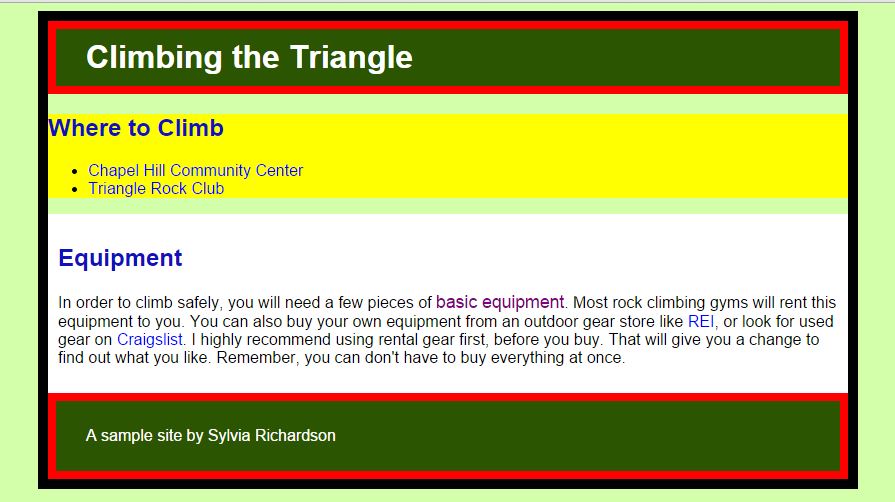 Climbing the Triangle
Where to Climb
• Chapel Hill Community Center
• Triangle Rock Club
Equipment
In order to climb safely, you will need a few pieces of basic equipment. Most rock climbing gyms will rent this
equipment to you. You can also buy your own equipment from an outdoor gear store like REI, or look for used
gear on Craigslist. I highly recommend using rental gear first, before you buy. That will give you a change to
find out what you like. Remember, you can don't have to buy everything at once.
A sample site by Sylvia Richardson